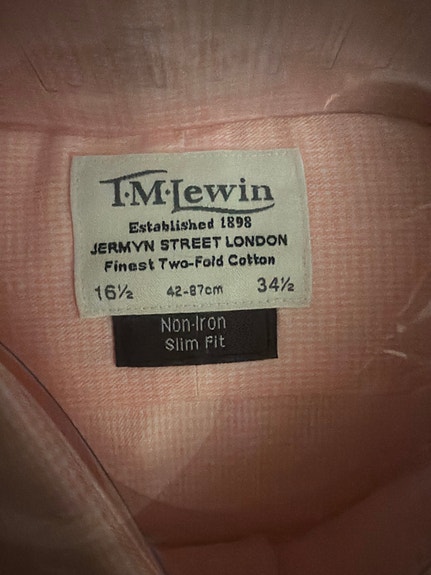 T·M·Lewin
Established 1898
JERMYN STREET LONDON
Finest Two-Fold Cotton
16½ 42-87cm 34½
Non-Iron
Slim Fit